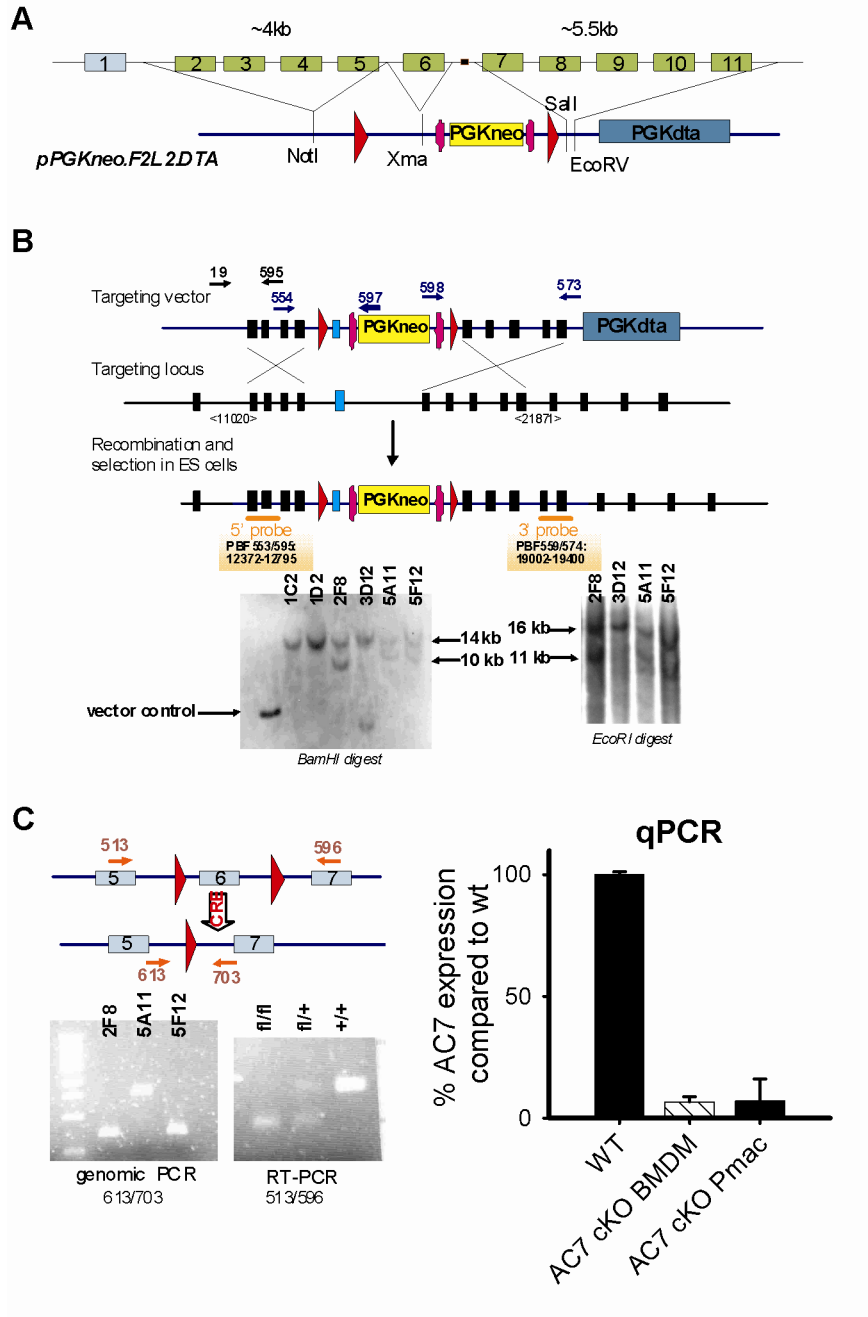 A
~4kb
~5.5kb
1
2
3
4
5
6
7
8
9
10
11
SalI
PGKneo
PGKdta
NotI
Xma
EcoRV
pPGKneo.F2L2.DTA
B
19
595
554
597
598
573
Targeting vector
PGKneo
PGKdta
Targeting locus
<11020>
<21871>
Recombination and
selection in ES cells
PGKneo
5' probe
PBF 553/595:
12372-12795
3' probe
PBF559/574:
19002-19400
1C2
1D2
2F8
3D12
5A11
5F12
2F8
3D12
5A11
5F12
14 kb
10 kb
16 kb
11 kb
vector control
BamHI digest
EcoRI digest
C
513
596
5
6
7
CRE
5
7
613
703
2F8
5A11
5F12
fl/fl
fl/+
+/+
genomic PCR
613/703
RT-PCR
513/596
qPCR
% AC7 expression
compared to wt
100
50
0
WT
AC7 cKO BMDM
AC7 cKO Pmac